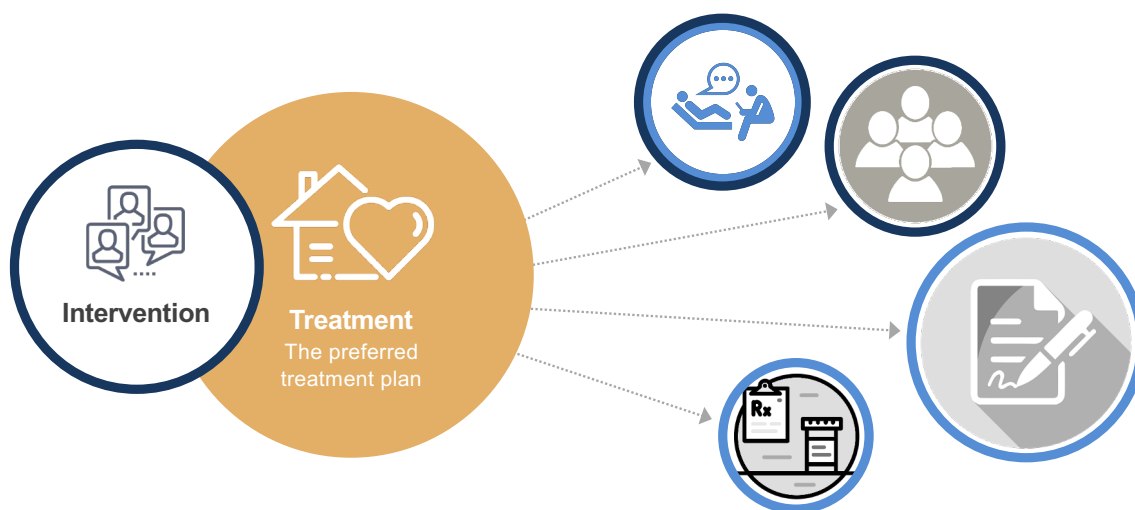 Intervention
Treatment
The preferred
treatment plan
Rx